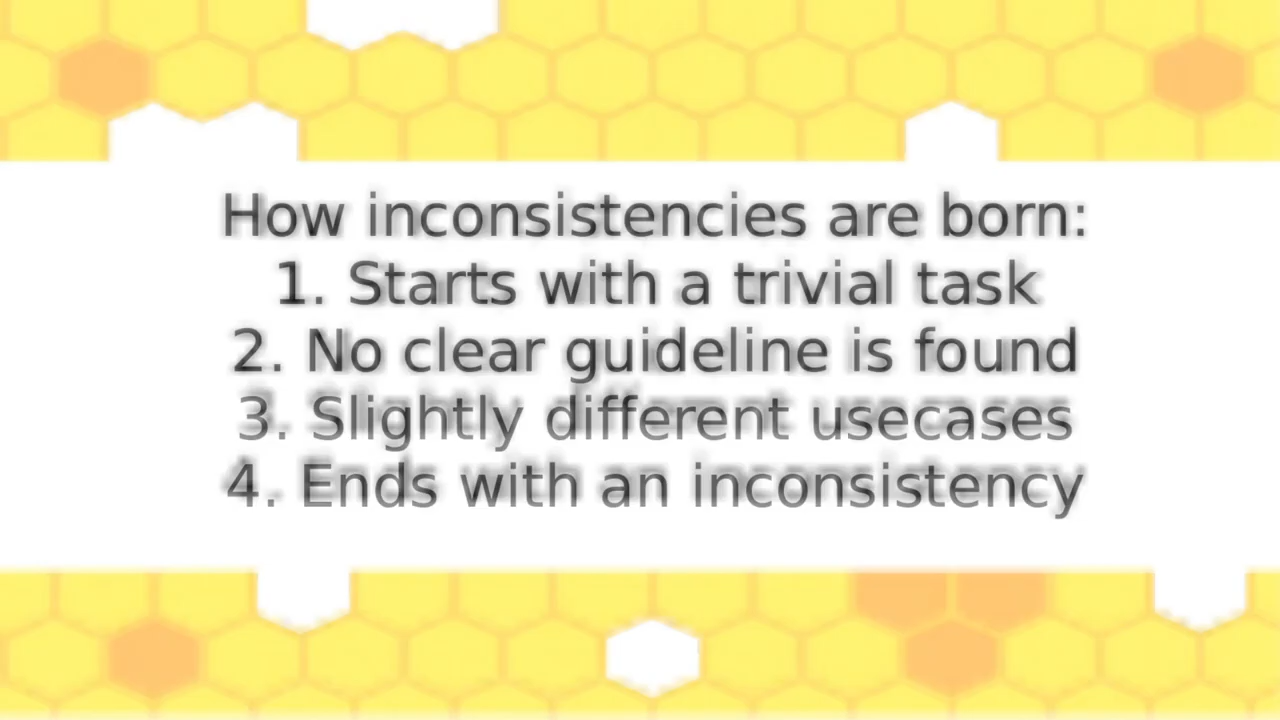 How inconsistencies are born:
1. Starts with a trivial task
2. No clear guideline is found
3. Slightly different usecases
4. Ends with an inconsistency